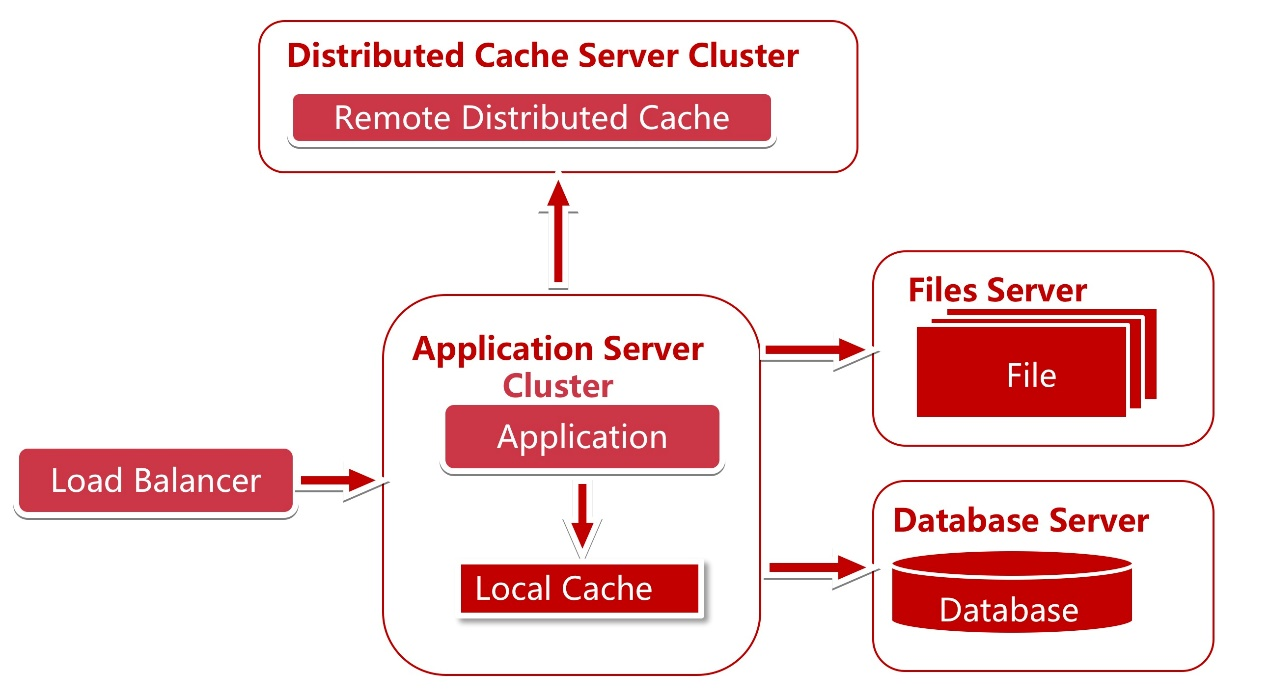 Distributed Cache Server Cluster
Remote Distributed Cache
Files Server
File
Application Server
Cluster
Application
Load Balancer
Local Cache
Database Server
Database